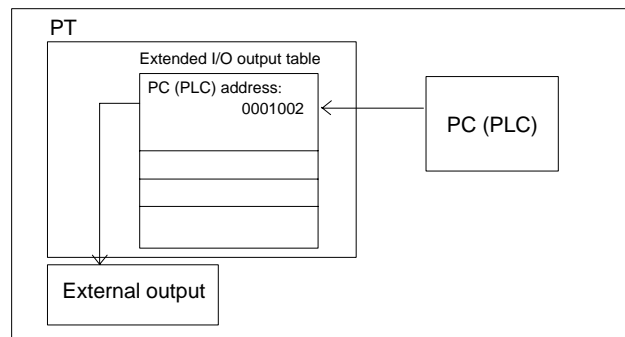 PT
Extended I/O output table
PC (PLC) address:
0001002
PC (PLC)
External output